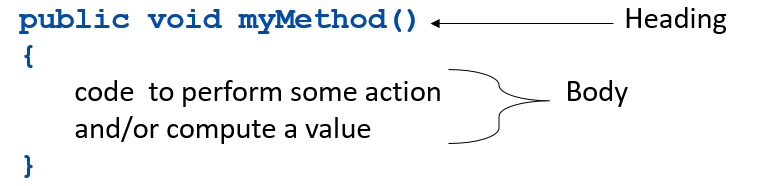 public void myMethod() Heading
{
code to perform some action
and/or compute a value
Body
}